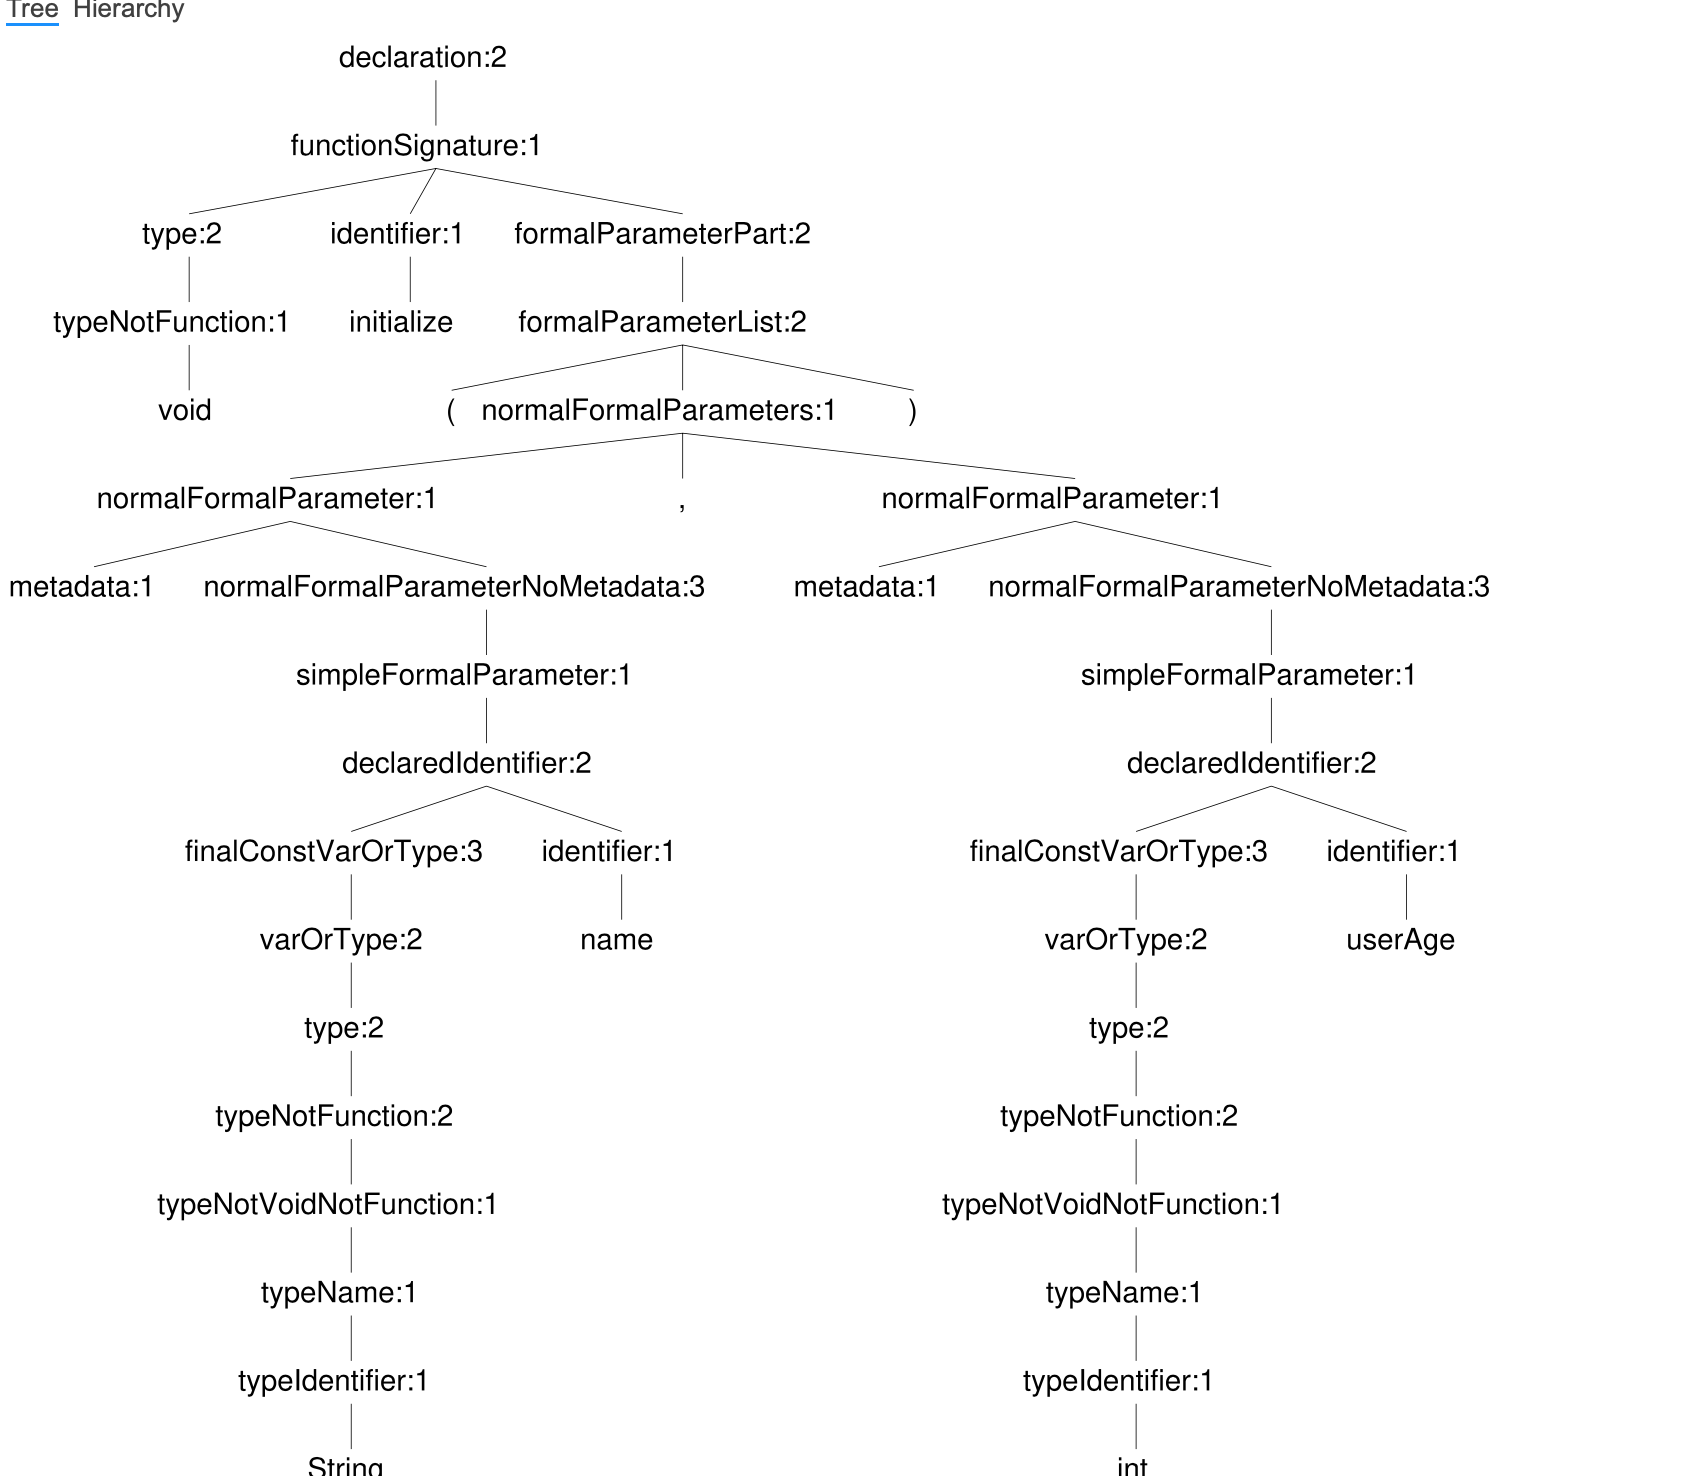 Tree Hierarchy
declaration:2
functionSignature:1
type:2 identifier:1 formalParameterPart:2
typeNotFunction:1 initialize formalParameterList:2
void ( normalFormalParameters:1 )
normalFormalParameter:1 , normalFormalParameter:1
metadata:1 normalFormalParameterNoMetadata:3 metadata:1 normalFormalParameterNoMetadata:3
simpleFormalParameter:1 simpleFormalParameter:1
declaredIdentifier:2 declaredIdentifier:2
finalConstVarOrType:3 identifier:1 finalConstVarOrType:3 identifier:1
varOrType:2 name varOrType:2 userAge
type:2 type:2
typeNotFunction:2 typeNotFunction:2
typeNotVoidNotFunction:1 typeNotVoidNotFunction:1
typeName:1 typeName:1
typeIdentifier:1 typeIdentifier:1
String int